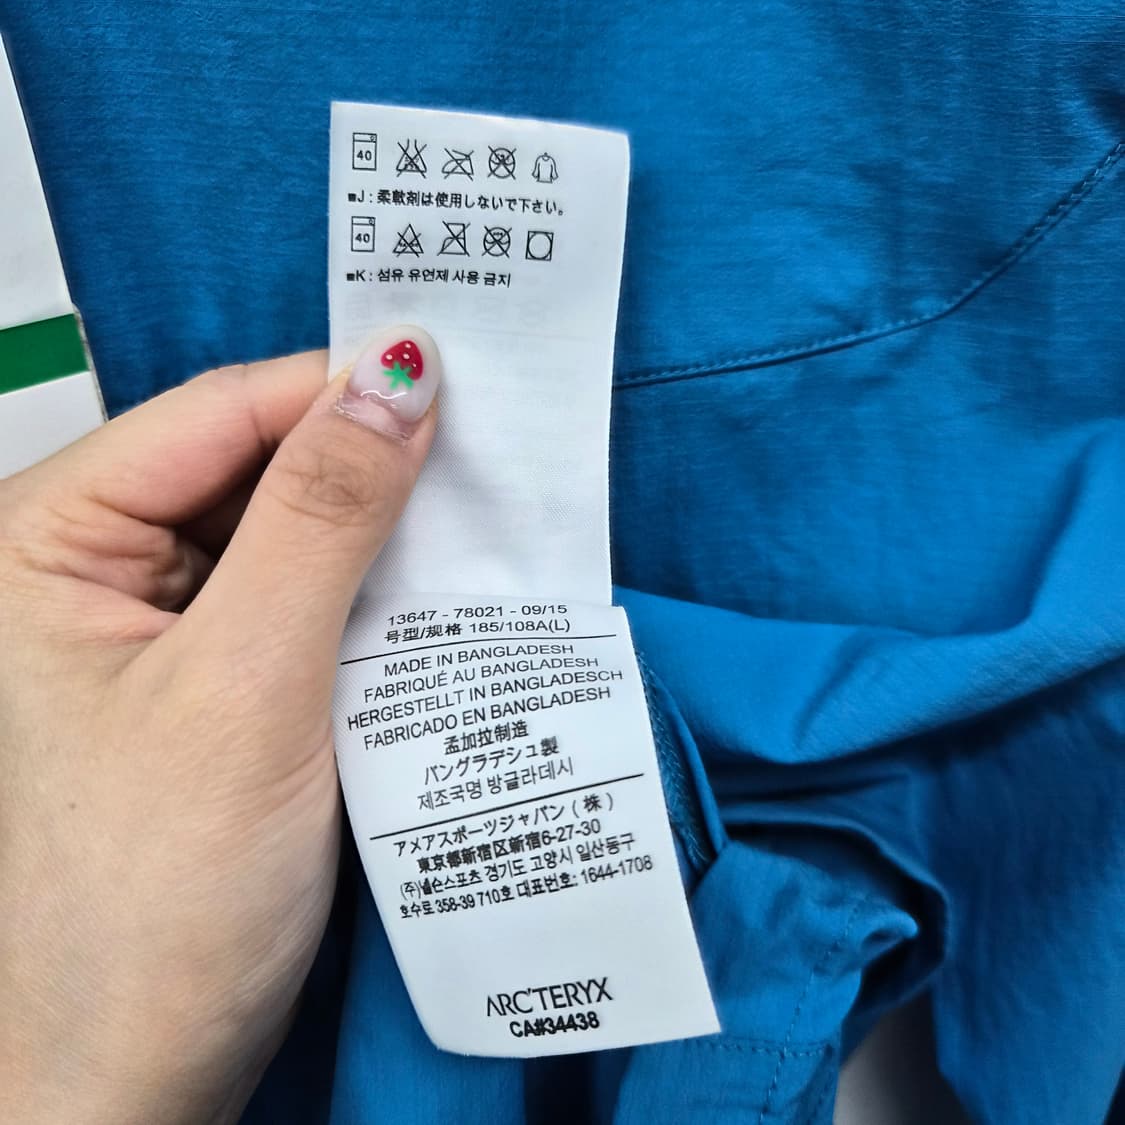 40
■J : 柔軟剤は使用しないで下さい。
40
■K : 섬유 유연제 사용 금지
13647 - 78021 - 09/15
号型/规格 185/108A(L)
MADE IN BANGLADESH
FABRIQUÉ AU BANGLADESH
HERGESTELLT IN BANGLADESCH
FABRICADO EN BANGLADESH
孟加拉制造
バングラデシュ製
제조국명 방글라데시
アメアスポーツジャパン ( 株 )
東京都新宿区新宿6-27-30
(주)넬슨스포츠 경기도 고양시 일산동구
호수로 358-39 710호 대표번호: 1644-1708
ARC'TERYX
CA#34438